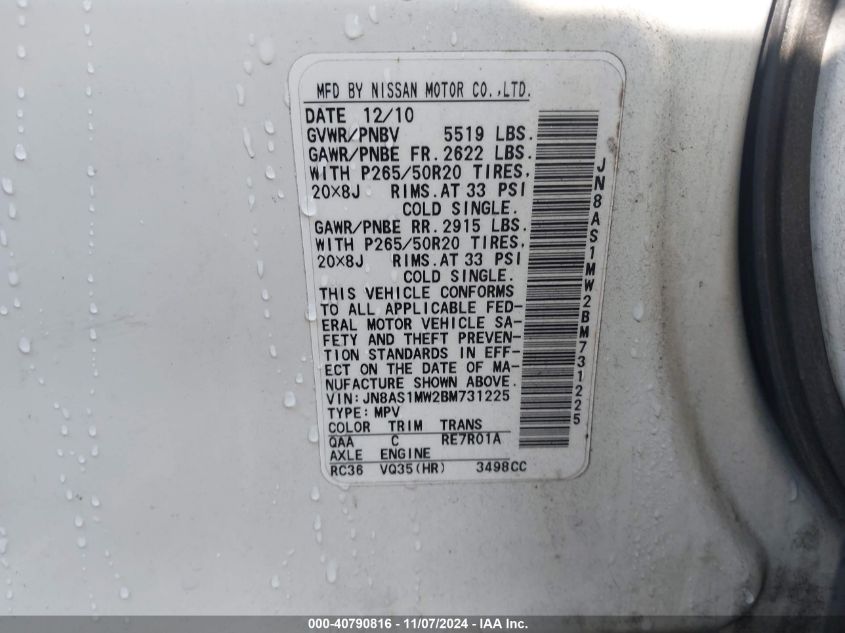 MFD BY NISSAN MOTOR CO.,LTD.
DATE 12/10
GVWR/PNBV 5519 LBS.
GAWR/PNBE FR. 2622 LBS.
WITH P265/50R20 TIRES,
20×8J RIMS. AT 33 PSI
COLD SINGLE.
GAWR/PNBE RR. 2915 LBS.
WITH P265/50R20 TIRES,
20×8J RIMS. AT 33 PSI
COLD SINGLE.
THIS VEHICLE CONFORMS
TO ALL APPLICABLE FED-
ERAL MOTOR VEHICLE SA-
FETY AND THEFT PREVEN-
TION STANDARDS IN EFF-
ECT ON THE DATE OF MA-
NUFACTURE SHOWN ABOVE.
VIN:JN8AS1MW2BM731225
TYPE: MPV
COLOR TRIM TRANS
QAA C RE7R01A
AXLE ENGINE
RC36 VQ35(HR) 3498CC
JN8AS1MW2BM731225
000-40790816 - 11/07/2024 - IAA Inc.